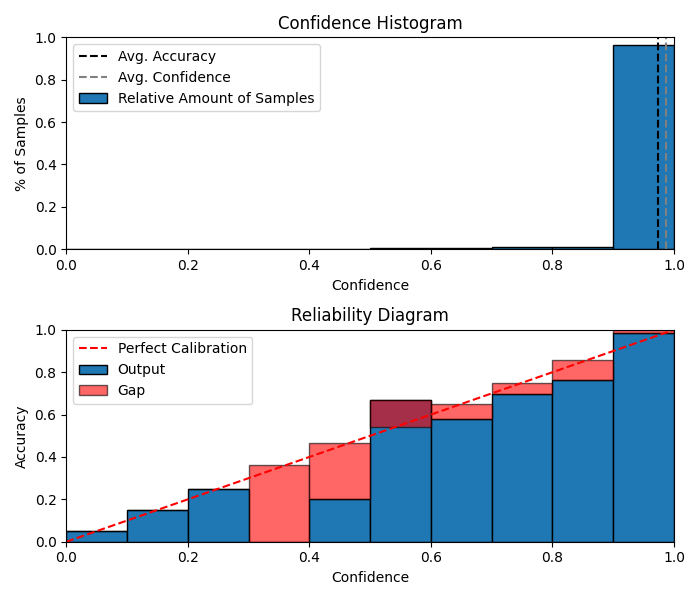 Confidence Histogram
% of Samples
1.0
0.8
0.6
0.4
0.2
0.0
Avg. Accuracy
Avg. Confidence
Relative Amount of Samples
0.0 0.2 0.4 0.6 0.8 1.0
Confidence
Reliability Diagram
Accuracy
1.0
0.8
0.6
0.4
0.2
0.0
Perfect Calibration
Output
Gap
0.0 0.2 0.4 0.6 0.8 1.0
Confidence